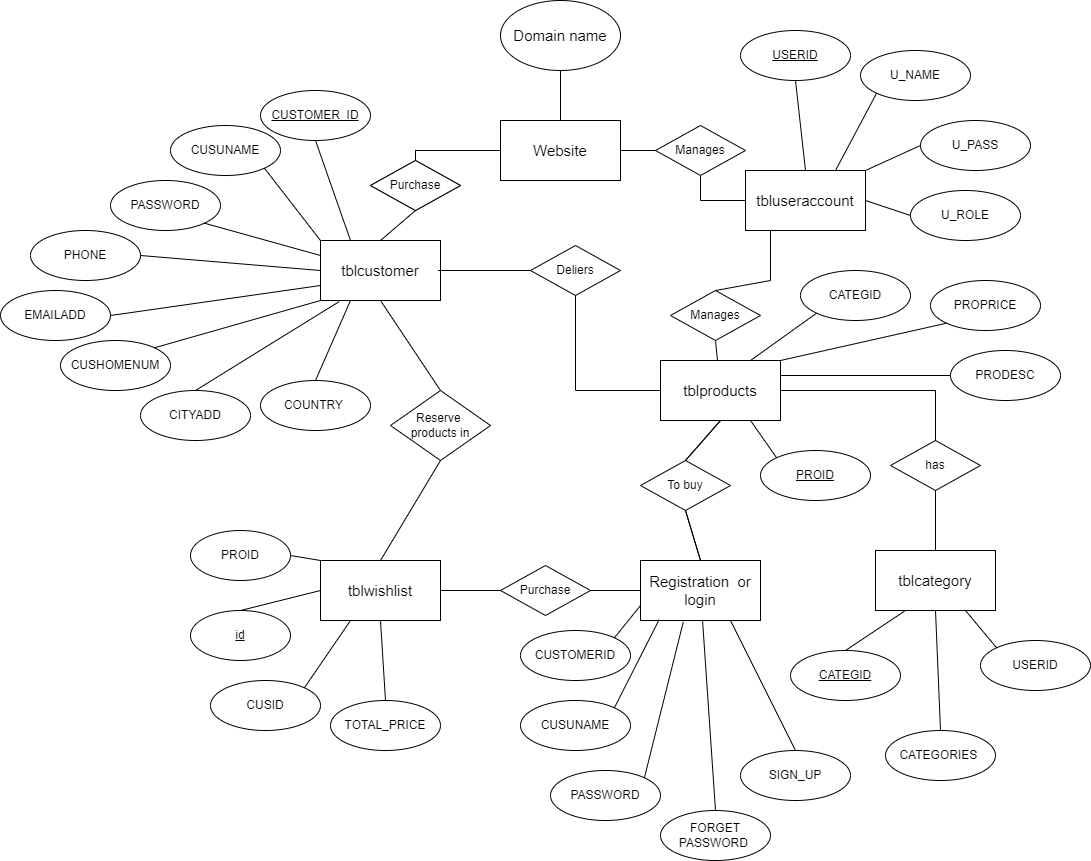 Domain name
USERID
U_NAME
CUSTOMER_ID
CUSUNAME
Website
Manages
U_PASS
Purchase
tbluseraccount
PASSWORD
U_ROLE
PHONE
tblcustomer
Deliers
CATEGID
PROPRICE
EMAILADD
Manages
CUSHOMENUM
PRODESC
tblproducts
CITYADD
COUNTRY
Reserve
products in
To buy
PROID
has
PROID
tblwishlist
Purchase
Registration or
login
tblcategory
id
CUSTOMERID
CATEGID
USERID
CUSID
TOTAL_PRICE
CUSUNAME
CATEGORIES
PASSWORD
SIGN_UP
FORGET
PASSWORD